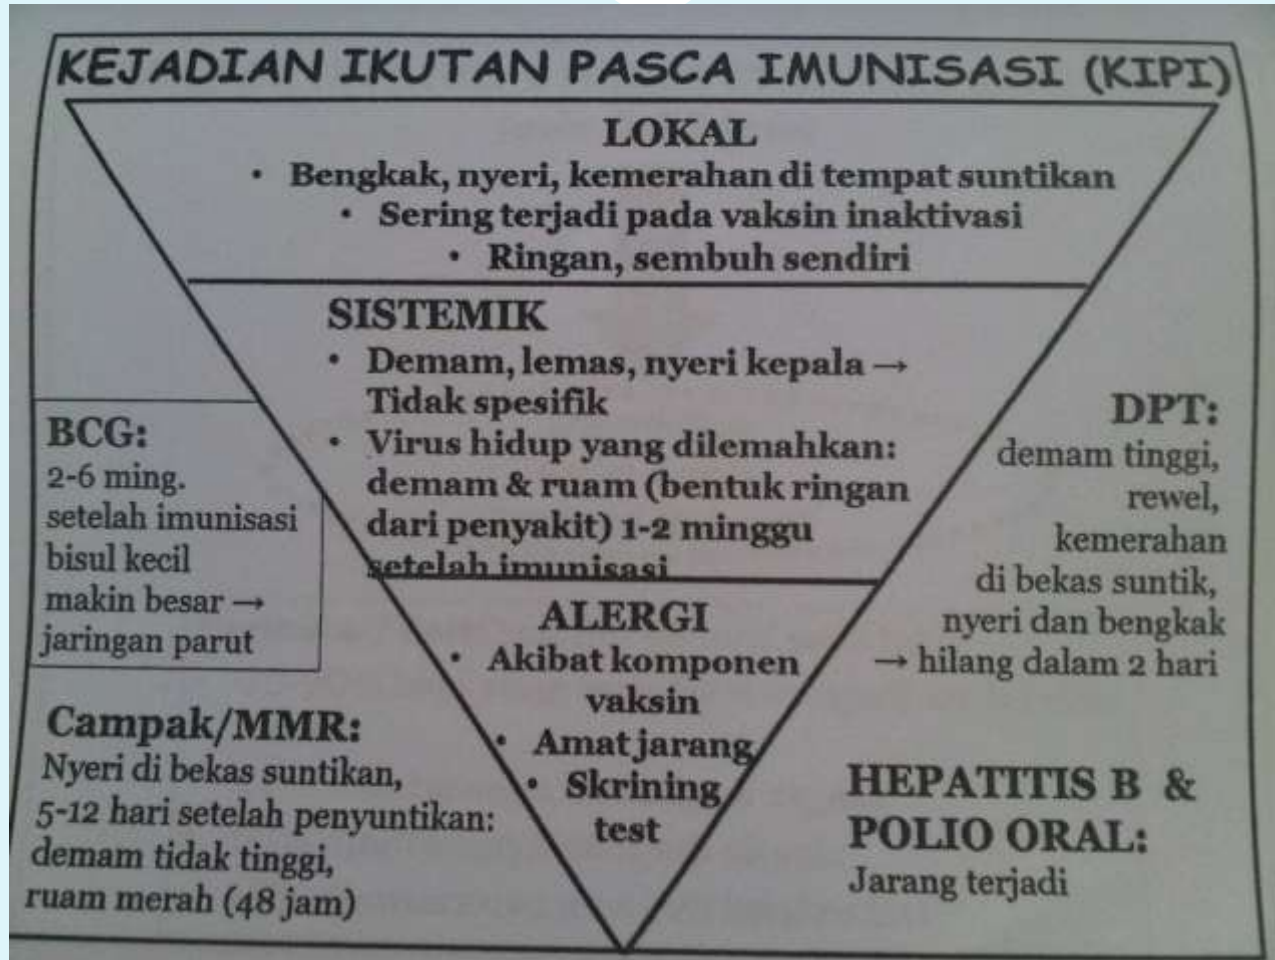 KEJADIAN IKUTAN PASCA IMUNISASI (KIPI)
LOKAL
• Bengkak, nyeri, kemerahan di tempat suntikan
• Sering terjadi pada vaksin inaktivasi
• Ringan, sembuh sendiri
SISTEMIK
• Demam, lemas, nyeri kepala →
Tidak spesifik
• Virus hidup yang dilemahkan:
demam & ruam (bentuk ringan
dari penyakit) 1-2 minggu
setelah imunisasi
ALERGI
• Akibat komponen
vaksin
• Amat jarang
• Skrining
test
BCG:
2-6 ming.
setelah imunisasi
bisul kecil
makin besar →
jaringan parut
Campak/MMR:
Nyeri di bekas suntikan,
5-12 hari setelah penyuntikan:
demam tidak tinggi,
ruam merah (48 jam)
DPT:
demam tinggi,
rewel,
kemerahan
di bekas suntik,
nyeri dan bengkak
→ hilang dalam 2 hari
HEPATITIS B &
POLIO ORAL:
Jarang terjadi